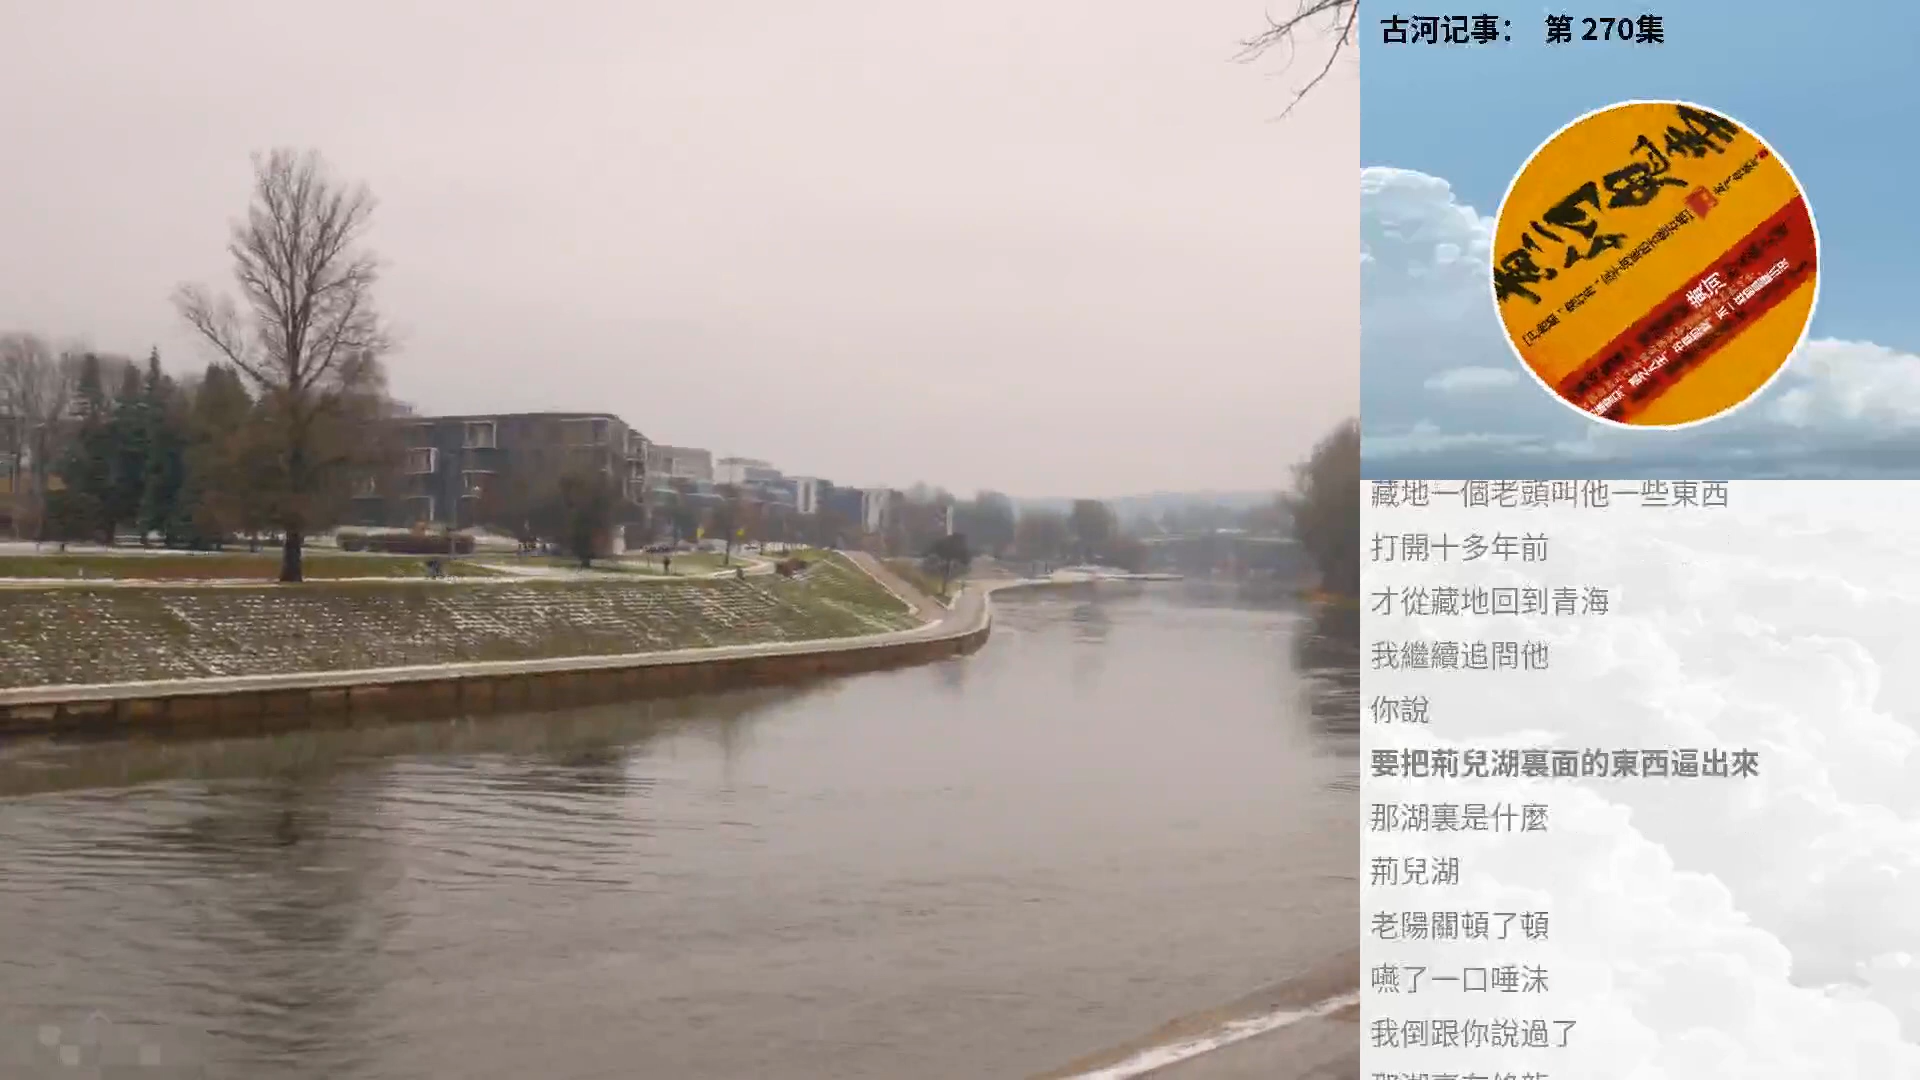 古河记事： 第 270集
藏地一個老頭叫他一些東西
打開十多年前
才從藏地回到青海
我繼續追問他
你說
要把荊兒湖裏面的東西逼出來
那湖裏是什麼
荊兒湖
老陽關頓了頓
嚥了一口唾沫
我倒跟你說過了